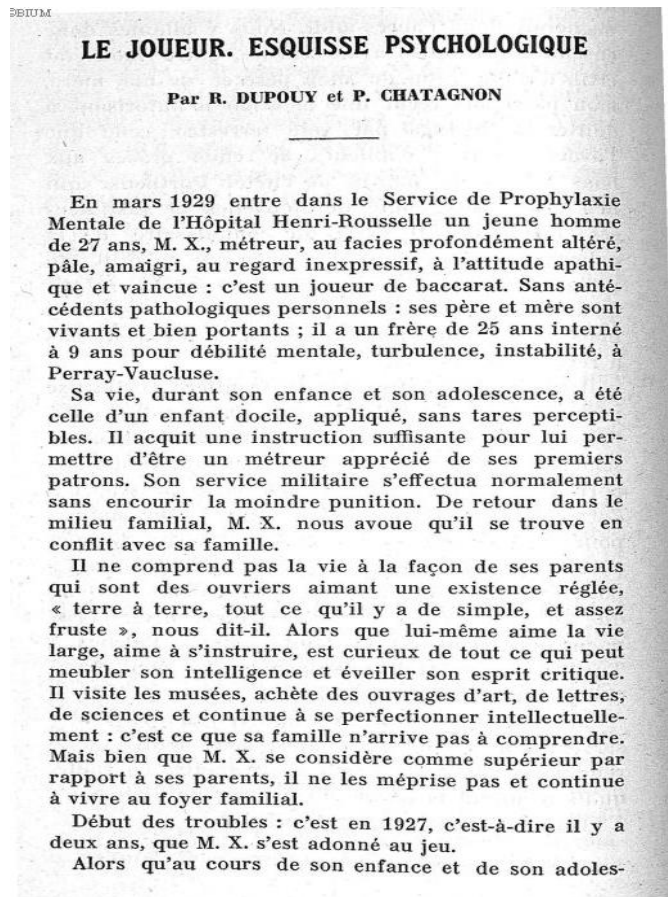 LE JOUEUR. ESQUISSE PSYCHOLOGIQUE
Par R. DUPOUY et P. CHATAGNON
En mars 1929 entre dans le Service de Prophylaxie
Mentale de l'Hôpital Henri-Rousselle un jeune homme
de 27 ans, M. X., métreur, au facies profondément altéré,
pâle, amaigri, au regard inexpressif, à l'attitude apathi-
que et vaincue : c'est un joueur de baccarat. Sans anté-
cédents pathologiques personnels : ses père et mère sont
vivants et bien portants ; il a un frère de 25 ans interné
à 9 ans pour débilité mentale, turbulence, instabilité, à
Perray-Vaucluse.
Sa vie, durant son enfance et son adolescence, a été
celle d'un enfant docile, appliqué, sans tares percepti-
bles. Il acquit une instruction suffisante pour lui per-
mettre d'être un métreur apprécié de ses premiers
patrons. Son service militaire s'effectua normalement
sans encourir la moindre punition. De retour dans le
milieu familial, M. X. nous avoue qu'il se trouve en
conflit avec sa famille.
Il ne comprend pas la vie à la façon de ses parents
qui sont des ouvriers aimant une existence réglée,
« terre à terre, tout ce qu'il y a de simple, et assez
fruste », nous dit-il. Alors que lui-même aime la vie
large, aime à s'instruire, est curieux de tout ce qui peut
meubler son intelligence et éveiller son esprit critique.
Il visite les musées, achète des ouvrages d'art, de lettres,
de sciences et continue à se perfectionner intellectuelle-
ment : c'est ce que sa famille n'arrive pas à comprendre.
Mais bien que M. X. se considère comme supérieur par
rapport à ses parents, il ne les méprise pas et continue
à vivre au foyer familial.
Début des troubles : c'est en 1927, c'est-à-dire il y a
deux ans, que M. X. s'est adonné au jeu.
Alors qu'au cours de son enfance et de son adoles-